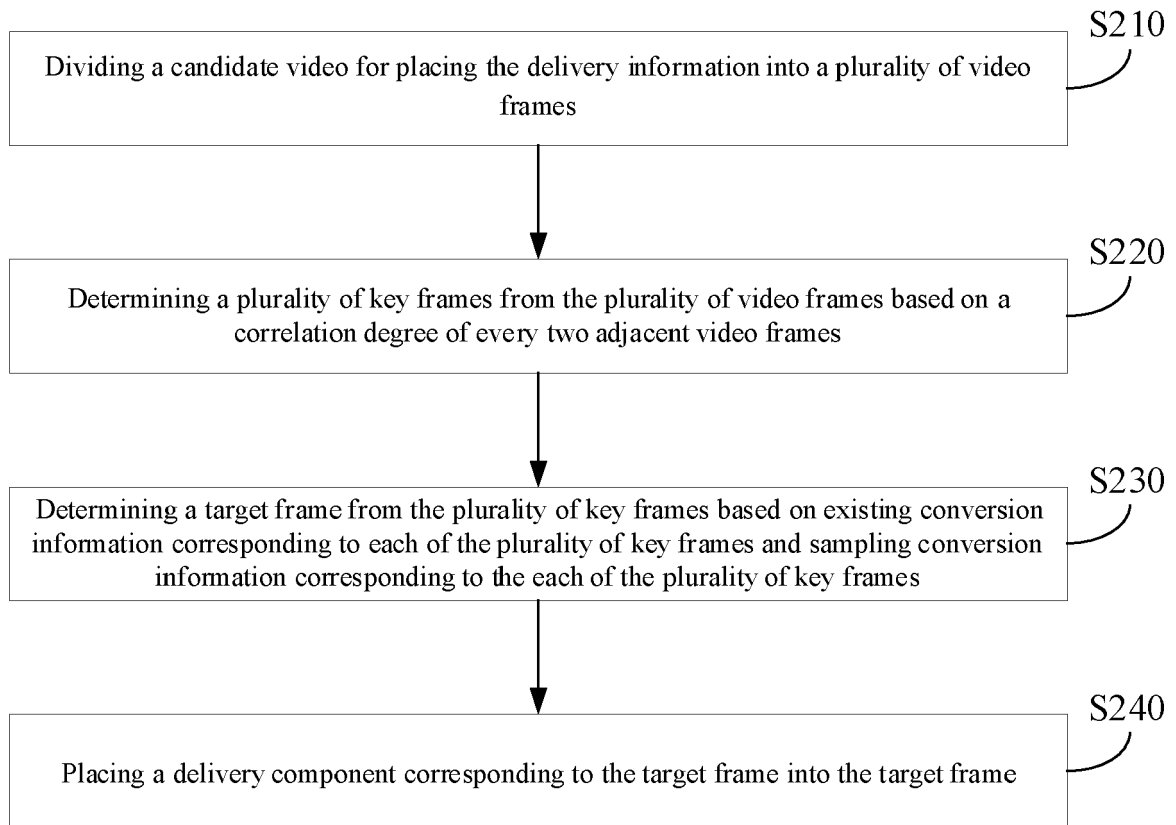 S210
Dividing a candidate video for placing the delivery information into a plurality of video
frames
S220
Determining a plurality of key frames from the plurality of video frames based on a
correlation degree of every two adjacent video frames
S230
Determining a target frame from the plurality of key frames based on existing conversion
information corresponding to each of the plurality of key frames and sampling conversion
information corresponding to the each of the plurality of key frames
S240
Placing a delivery component corresponding to the target frame into the target frame